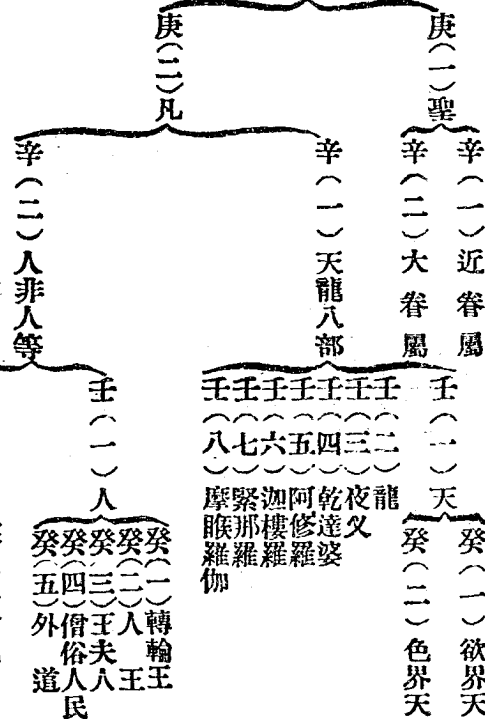 庚（一）聖
辛（一）近眷屬
辛（二）大眷屬
庚（二）凡
辛（一）天龍八部
壬（一）天
癸（一）欲界天
癸（二）色界天
壬（二）龍
壬（三）夜叉
壬（四）乾達婆
壬（五）阿修羅
壬（六）迦樓羅
壬（七）緊那羅
壬（八）摩睺羅伽
辛（二）人非人等
壬（一）人
癸（一）轉輪王
癸（二）人王
癸（三）王夫人
癸（四）僧俗人民
癸（五）外道